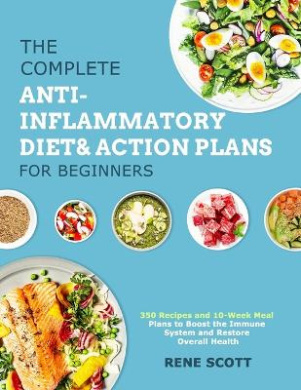 THE
COMPLETE
ANTI-
INFLAMMATORY
DIET& ACTION PLANS
FOR BEGINNERS
350 Recipes and 10-Week Meal
Plans to Boost the Immune
System and Restore
Overall Health
RENE SCOTT